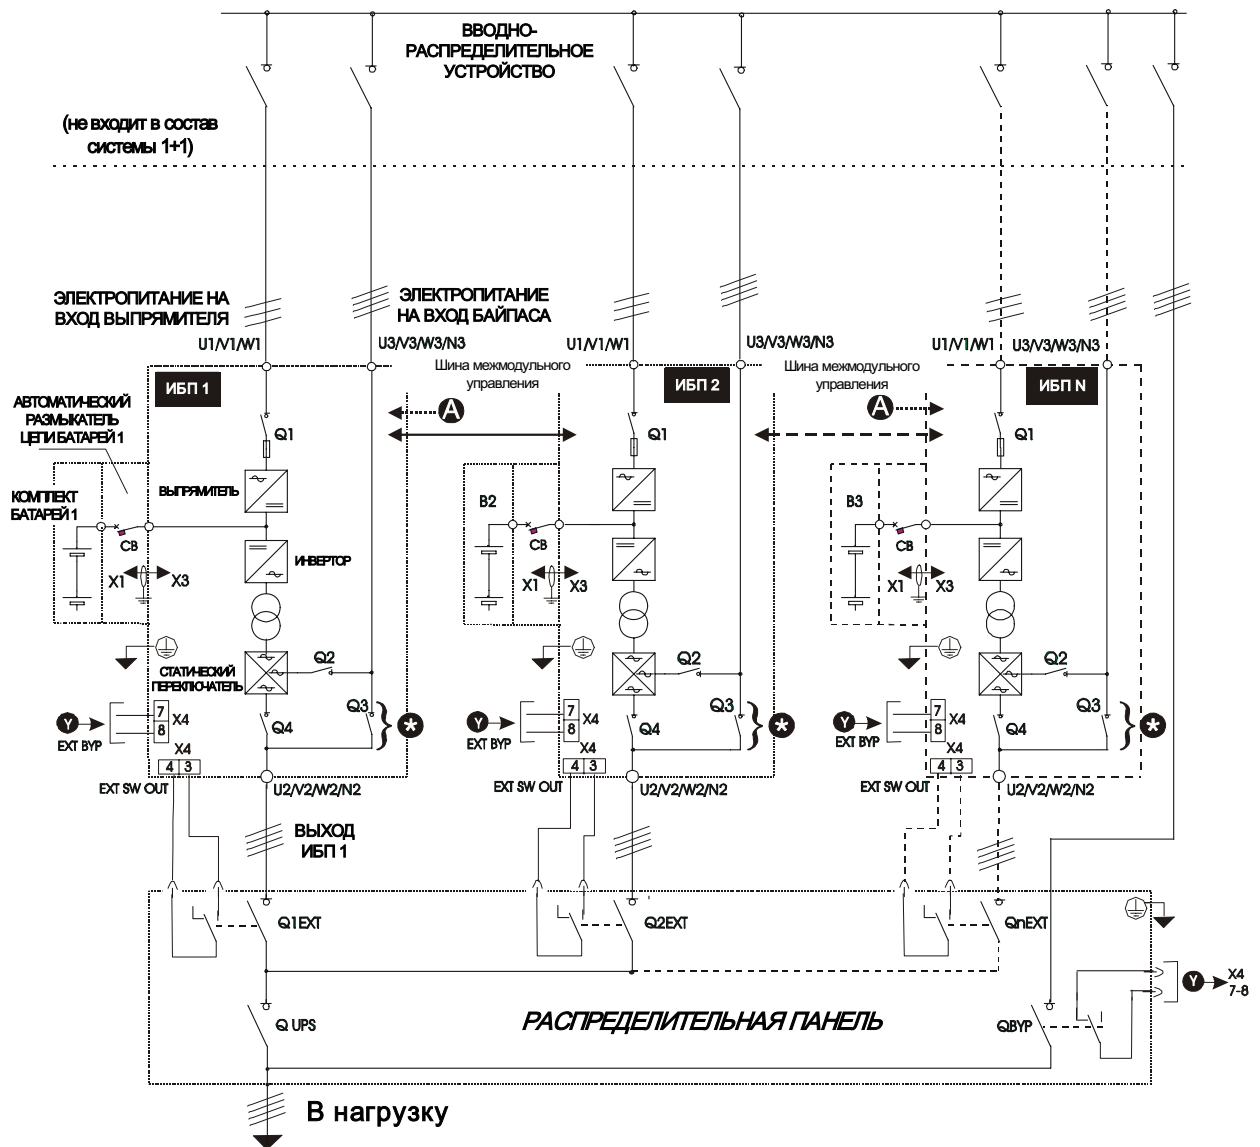 ВВОДНО-
РАСПРЕДЕЛИТЕЛЬНОЕ
УСТРОЙСТВО
(не входит в состав
системы 1+1)
ЭЛЕКТРОПИТАНИЕ НА
ВХОД ВЫПРЯМИТЕЛЯ
ЭЛЕКТРОПИТАНИЕ
НА ВХОД БАЙПАСА
U1/V1/W1
U3/V3/W3/N3
U1/V1/W1
U3/V3/W3/N3
U1/V1/W1
U3/V3/W3/N3
Шина межмодульного
управления
Шина межмодульного
управления
ИБП 1
ИБП 2
ИБП N
A
A
АВТОМАТИЧЕСКИЙ
РАЗМЫКАТЕЛЬ
ЦЕПИ БАТАРЕЙ 1
Q1
Q1
Q1
КОМПЛЕКТ
БАТАРЕЙ 1
ВЫПРЯМИТЕЛЬ
B2
B3
CB
CB
CB
ИНВЕРТОР
X1
X3
X1
X3
X1
X3
СТАТИЧЕСКИЙ
ПЕРЕКЛЮЧАТЕЛЬ
Q2
Q2
Q2
Y
EXT BYP
7
8
X4
Q4
Q3
*
Y
EXT BYP
7
8
X4
Q4
Q3
*
Y
EXT BYP
7
8
X4
Q4
Q3
*
X4
4 3
EXT SW OUT
U2/V2/W2/N2
X4
4 3
EXT SW OUT
U2/V2/W2/N2
X4
4 3
EXT SW OUT
U2/V2/W2/N2
ВЫХОД
ИБП 1
Q1EXT
Q2EXT
QnEXT
Q UPS
РАСПРЕДЕЛИТЕЛЬНАЯ ПАНЕЛЬ
QBYP
Y
X4
7-8
В нагрузку